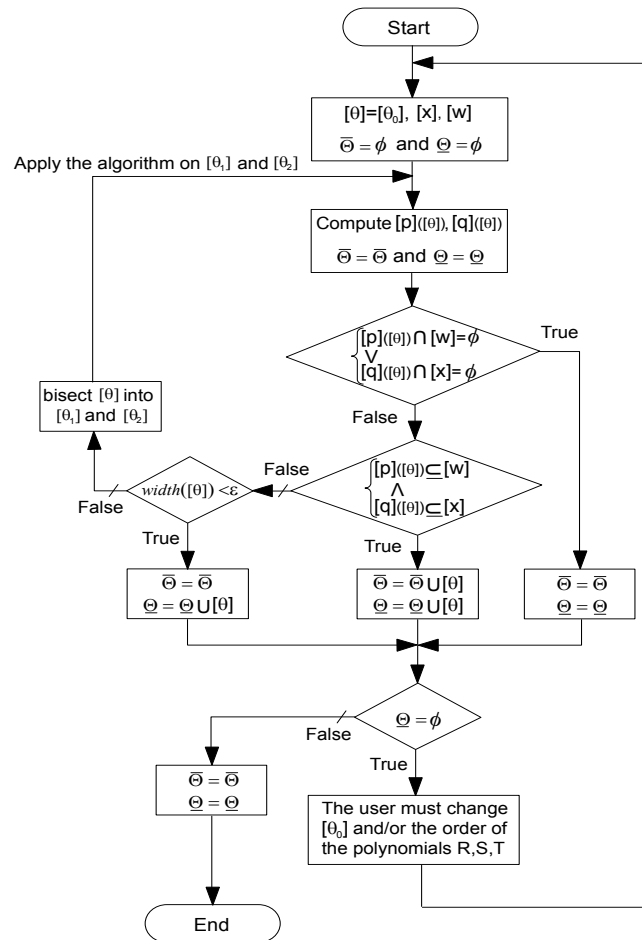 Start
[θ]=[θ₀], [x], [w]
Θ̅ = ϕ and Θ̲ = ϕ
Apply the algorithm on [θ₁] and [θ₂]
Compute [p]([θ]), [q]([θ])
Θ̅ = Θ̅ and Θ̲ = Θ̲
[p]([θ]) ∩ [w]=ϕ
∨
[q]([θ]) ∩ [x]=ϕ
True
False
bisect [θ] into
[θ₁] and [θ₂]
[p]([θ]) ⊆ [w]
∧
[q]([θ]) ⊆ [x]
False
width([θ]) <ε
False
True
True
Θ̅ = Θ̅
Θ̲ = Θ̲ ∪ [θ]
Θ̅ = Θ̅ ∪ [θ]
Θ̲ = Θ̲ ∪ [θ]
Θ̅ = Θ̅
Θ̲ = Θ̲
Θ̲ = ϕ
False
True
Θ̅ = Θ̅
Θ̲ = Θ̲
The user must change
[θ₀] and/or the order of
the polynomials R,S,T
End